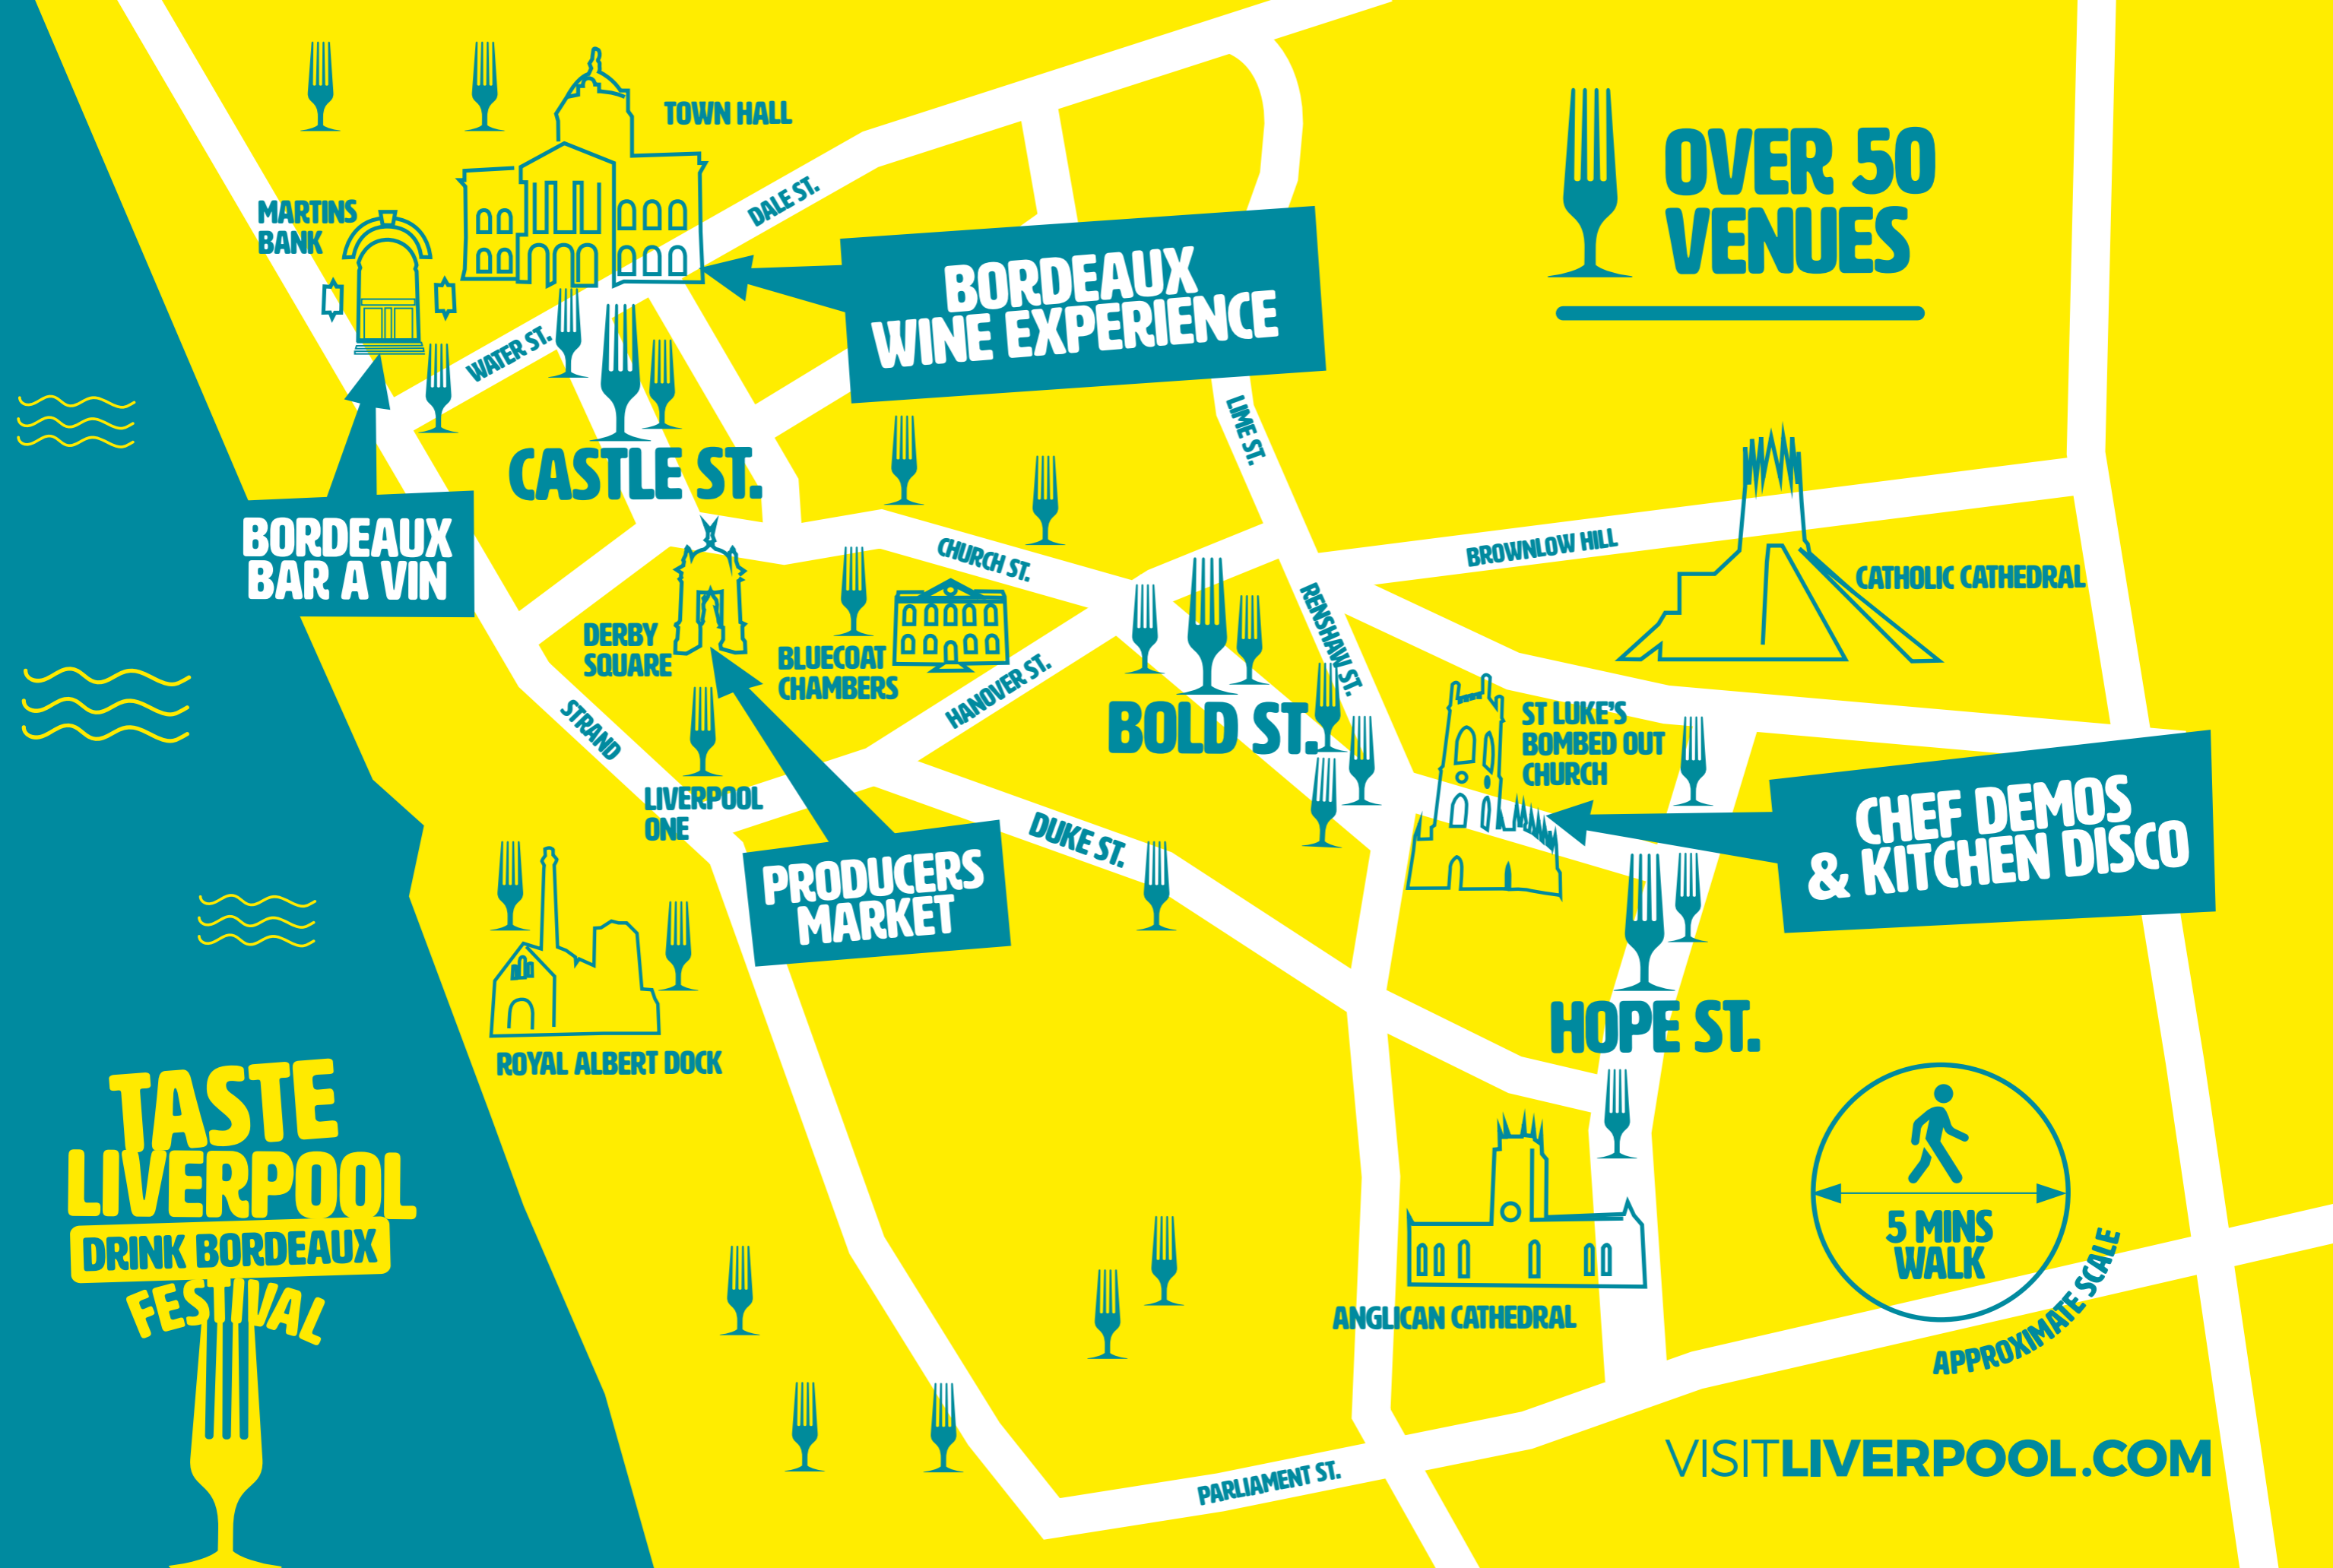 TOWN HALL
MARTINS
BANK
DALE ST.
WATER ST.
BORDEAUX
WINE EXPERIENCE
OVER 50
VENUES
CASTLE ST.
LIME ST.
BORDEAUX
BAR A VIN
CHURCH ST.
BROWNLOW HILL
CATHOLIC CATHEDRAL
DERBY
SQUARE
BLUECOAT
CHAMBERS
HANOVER ST.
RENSHAW ST.
BOLD ST.
STRAND
ST LUKE'S
BOMBED OUT
CHURCH
LIVERPOOL
ONE
DUKE ST.
CHEF DEMOS
& KITCHEN DISCO
PRODUCERS
MARKET
HOPE ST.
ROYAL ALBERT DOCK
TASTE
LIVERPOOL
DRINK BORDEAUX
FESTIVAL
5 MINS
WALK
APPROXIMATE SCALE
ANGLICAN CATHEDRAL
PARLIAMENT ST.
VISITLIVERPOOL.COM